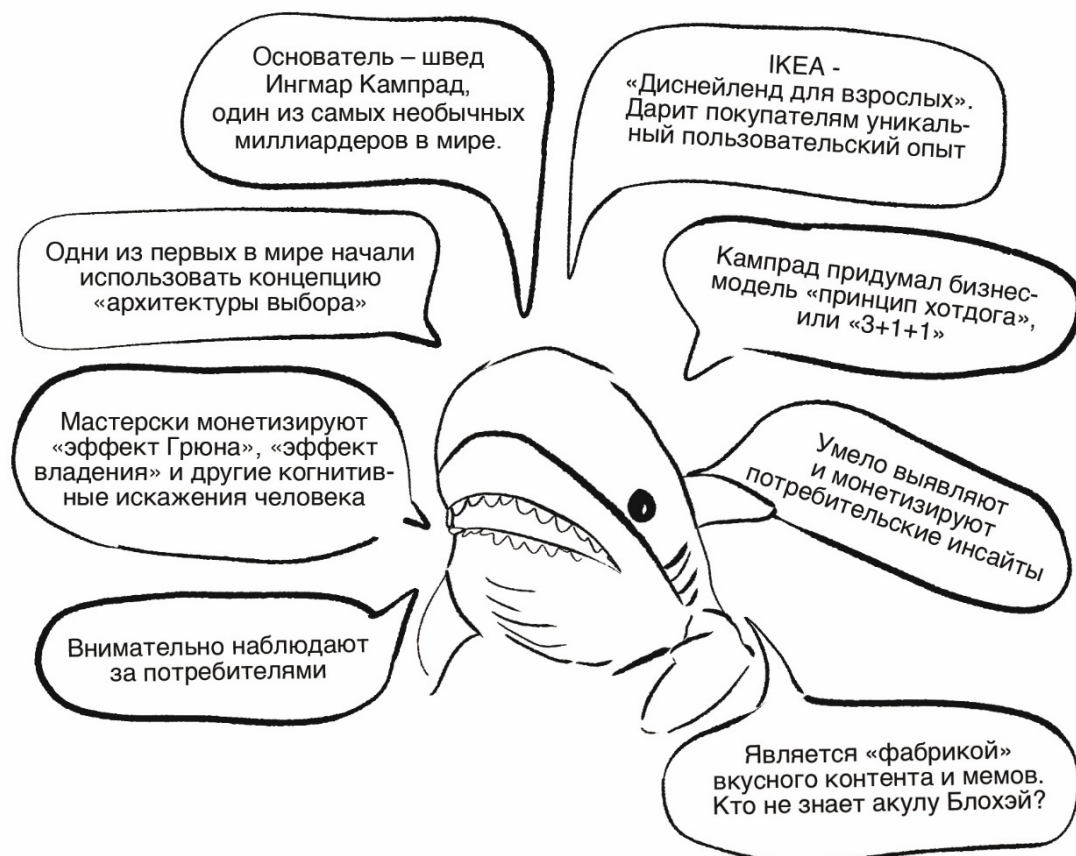 Основатель – швед
Ингмар Кампрад,
один из самых необычных
миллиардеров в мире.
IKEA -
«Диснейленд для взрослых».
Дарит покупателям уникаль-
ный пользовательский опыт
Одни из первых в мире начали
использовать концепцию
«архитектуры выбора»
Кампрад придумал бизнес-
модель «принцип хотдога»,
или «3+1+1»
Мастерски монетизируют
«эффект Грюна», «эффект
владения» и другие когнитив-
ные искажения человека
Умело выявляют
и монетизируют
потребительские инсайты
Внимательно наблюдают
за потребителями
Является «фабрикой»
вкусного контента и мемов.
Кто не знает акулу Блохэй?